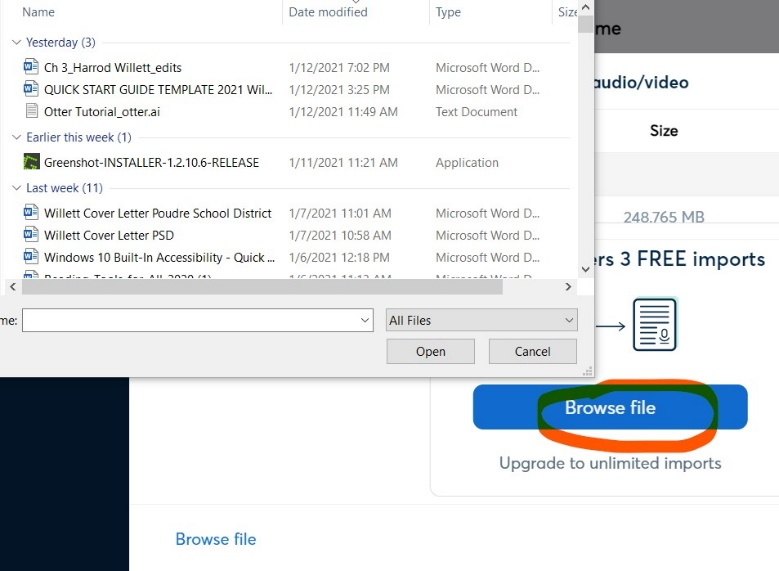 Name Date modified Type Size
Yesterday (3)
Ch 3_Harrod Willett_edits 1/12/2021 7:02 PM Microsoft Word D...
QUICK START GUIDE TEMPLATE 2021 Wil... 1/12/2021 3:25 PM Microsoft Word D...
Otter Tutorial_otter.ai 1/12/2021 11:49 AM Text Document
Earlier this week (1)
Greenshot-INSTALLER-1.2.10.6-RELEASE 1/11/2021 11:21 AM Application
Last week (11)
Willett Cover Letter Poudre School District 1/7/2021 11:01 AM Microsoft Word D...
Willett Cover Letter PSD 1/7/2021 10:58 AM Microsoft Word D...
Windows 10 Built-In Accessibility - Quick ... 1/6/2021 12:18 PM Microsoft Word D...
me:
All Files
Open Cancel
me
audio/video
Size
248.765 MB
ers 3 FREE imports
Browse file
Upgrade to unlimited imports
Browse file